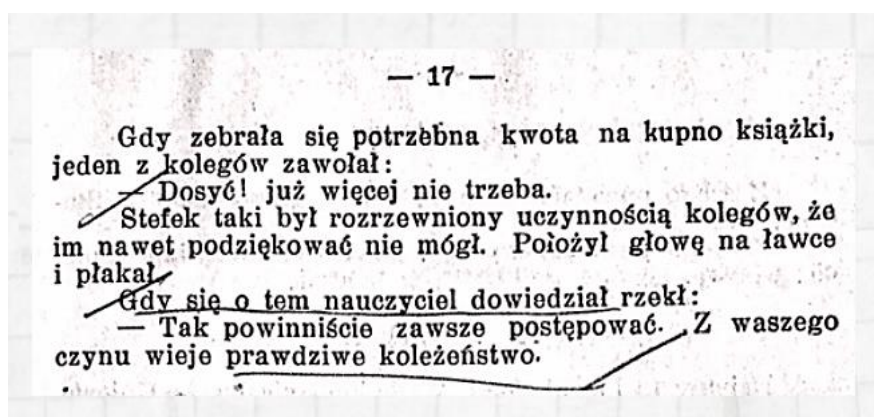 — 17 —
Gdy zebrała się potrzebna kwota na kupno książki,
jeden z kolegów zawołał:
— Dosyć! już więcej nie trzeba.
Stefek taki był rozrzewniony uczynnością kolegów, że
im nawet podziękować nie mógł. Położył głowę na ławce
i płakał.
Gdy się o tem nauczyciel dowiedział rzekł:
— Tak powinniście zawsze postępować. Z waszego
czynu wieje prawdziwe koleżeństwo.